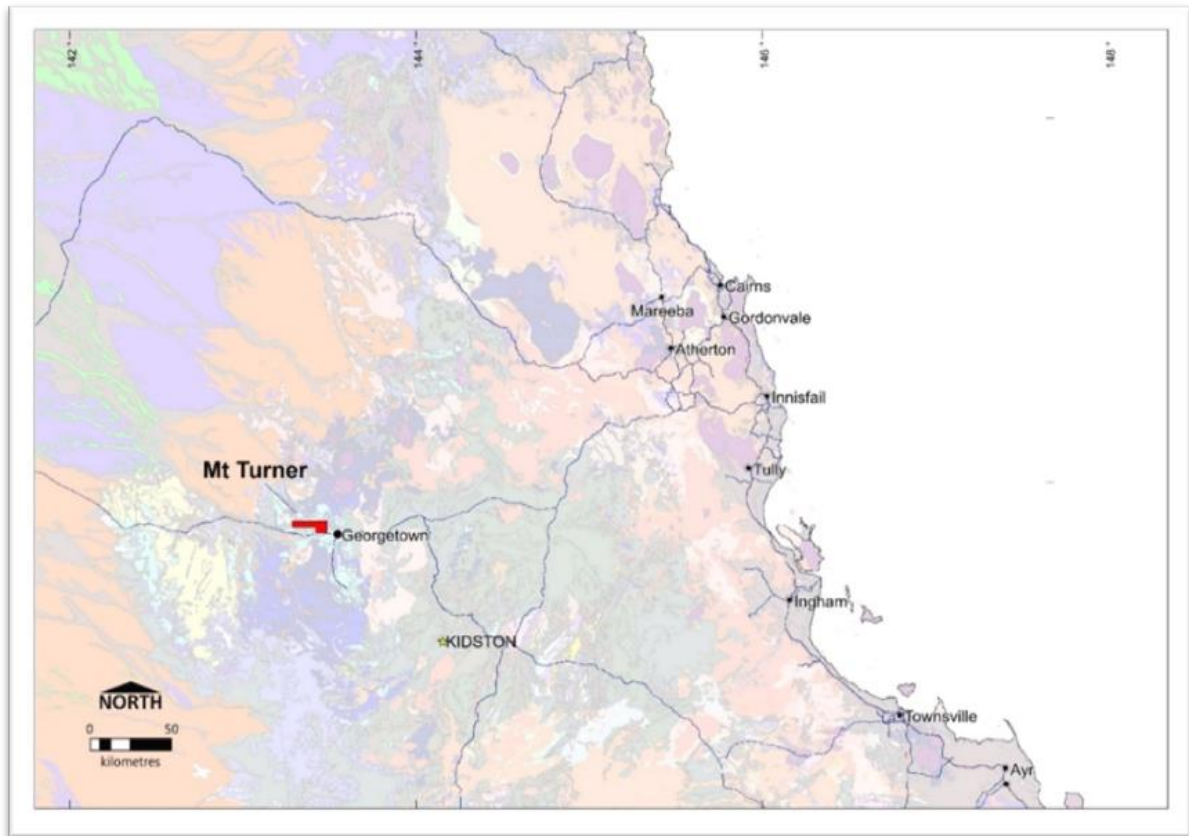 142 °
144 °
146 °
148 °
Cairns
Mareeba
Gordonvale
Atherton
Innisfail
Tully
Mt Turner
Georgetown
Ingham
KIDSTON
NORTH
0 50
kilometres
Townsville
Ayr